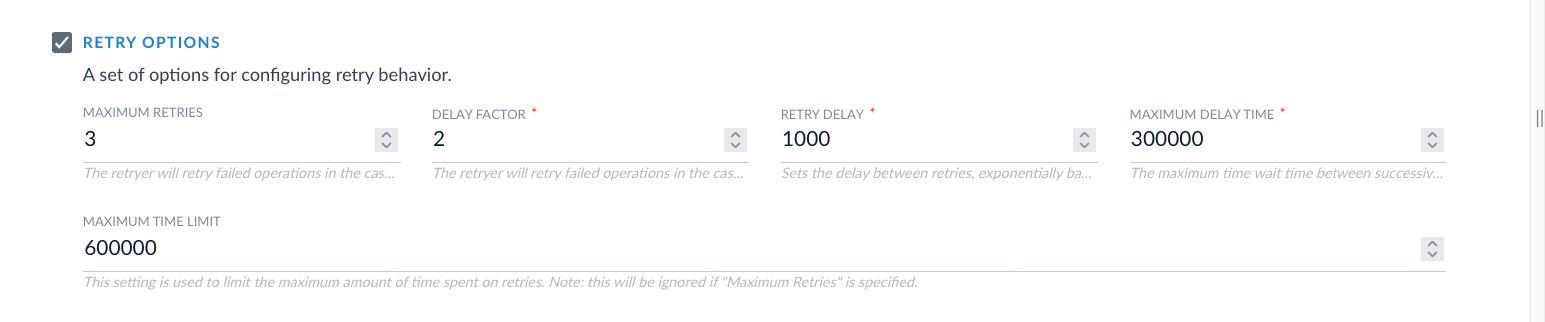 RETRY OPTIONS
A set of options for configuring retry behavior.
MAXIMUM RETRIES
3
The retryer will retry failed operations in the cas...
DELAY FACTOR *
2
The retryer will retry failed operations in the cas...
RETRY DELAY *
1000
Sets the delay between retries, exponentially ba...
MAXIMUM DELAY TIME *
300000
The maximum time wait time between successiv...
MAXIMUM TIME LIMIT
600000
This setting is used to limit the maximum amount of time spent on retries. Note: this will be ignored if "Maximum Retries" is specified.